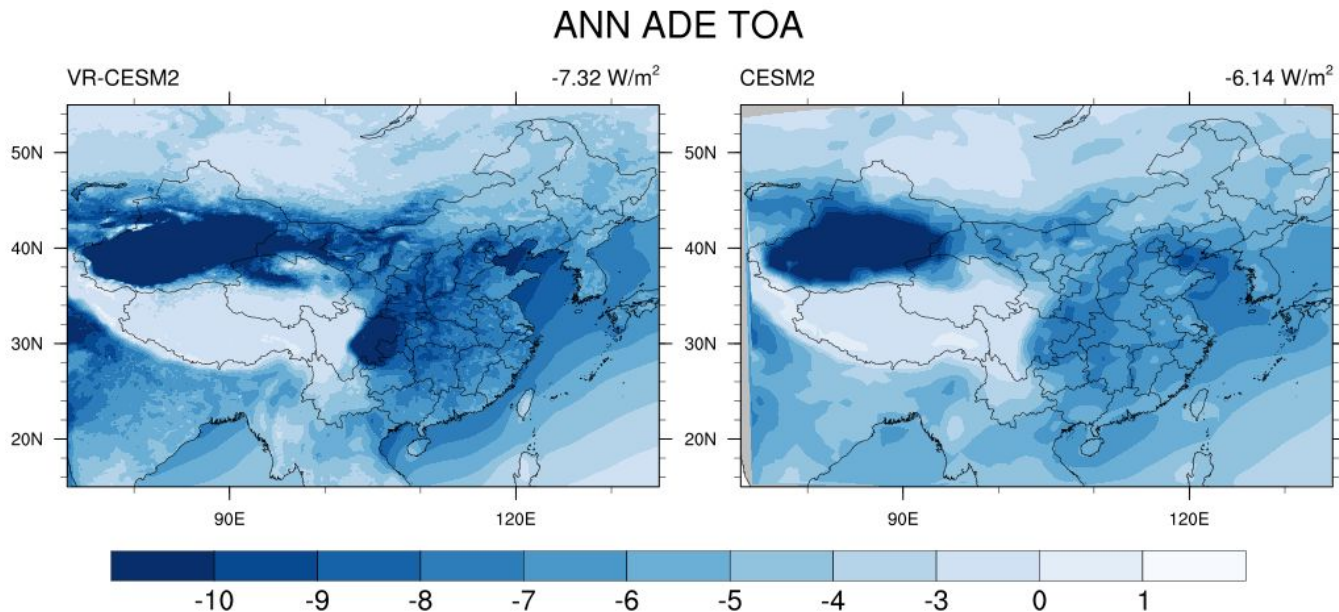 ANN ADE TOA
VR-CESM2 -7.32 W/m²
CESM2 -6.14 W/m²
50N
40N
30N
20N
90E 120E
50N
40N
30N
20N
90E 120E
-10 -9 -8 -7 -6 -5 -4 -3 0 1